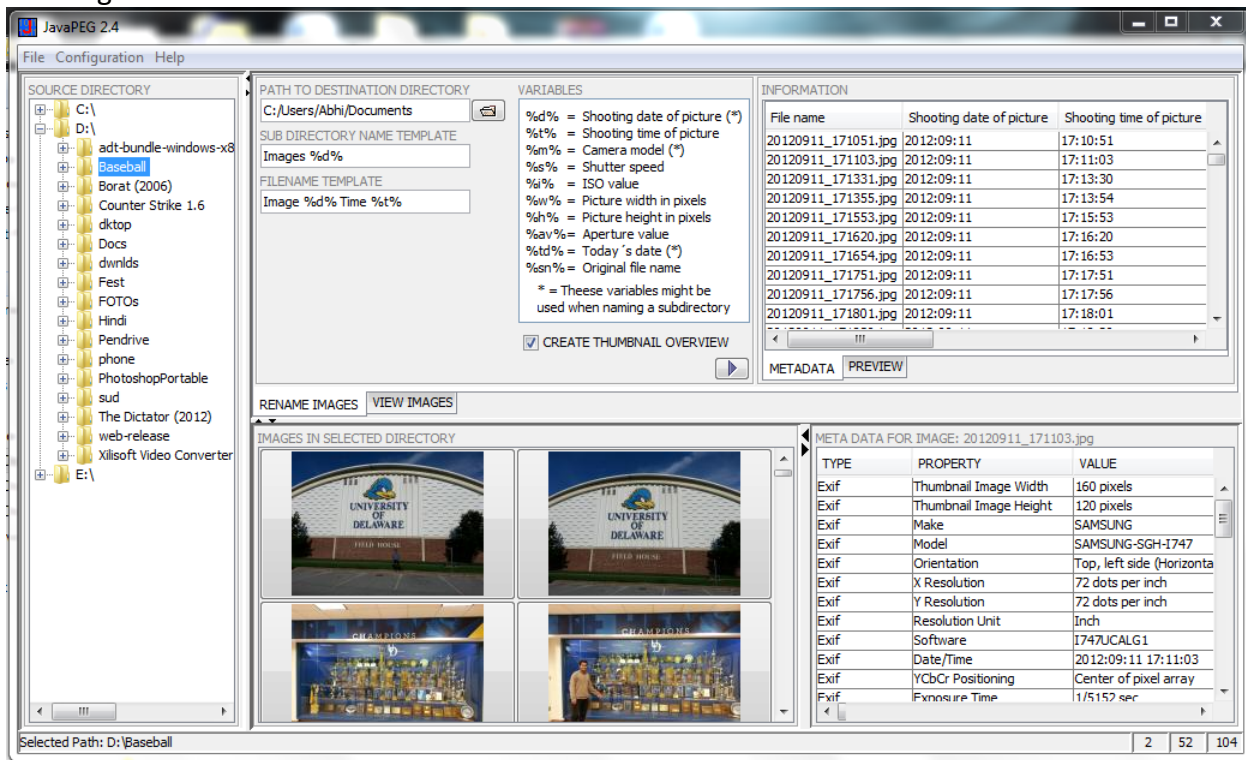 JavaPEG 2.4
File Configuration Help
SOURCE DIRECTORY
C:\
D:\
adt-bundle-windows-x8
Baseball
Borat (2006)
Counter Strike 1.6
dktop
Docs
dwnlds
Fest
FOTOs
Hindi
Pendrive
phone
PhotoshopPortable
sud
The Dictator (2012)
web-release
Xilisoft Video Converter
E:\
PATH TO DESTINATION DIRECTORY
C:/Users/Abhi/Documents
SUB DIRECTORY NAME TEMPLATE
Images %d%
FILENAME TEMPLATE
Image %d% Time %t%
VARIABLES
%d% = Shooting date of picture (*)
%t% = Shooting time of picture
%m% = Camera model (*)
%s% = Shutter speed
%i% = ISO value
%w% = Picture width in pixels
%h% = Picture height in pixels
%av% = Aperture value
%td% = Today ´s date (*)
%sn% = Original file name
* = Theese variables might be
used when naming a subdirectory
CREATE THUMBNAIL OVERVIEW
RENAME IMAGES VIEW IMAGES
INFORMATION
File name Shooting date of picture Shooting time of picture
20120911_171051.jpg 2012:09:11 17:10:51
20120911_171103.jpg 2012:09:11 17:11:03
20120911_171331.jpg 2012:09:11 17:13:30
20120911_171355.jpg 2012:09:11 17:13:54
20120911_171553.jpg 2012:09:11 17:15:53
20120911_171620.jpg 2012:09:11 17:16:20
20120911_171654.jpg 2012:09:11 17:16:53
20120911_171751.jpg 2012:09:11 17:17:51
20120911_171756.jpg 2012:09:11 17:17:56
20120911_171801.jpg 2012:09:11 17:18:01
METADATA PREVIEW
IMAGES IN SELECTED DIRECTORY
UNIVERSITY
OF
DELAWARE
FIELD HOUSE
UNIVERSITY
OF
DELAWARE
FIELD HOUSE
CHAMPIONS
CHAMPIONS
META DATA FOR IMAGE: 20120911_171103.jpg
TYPE PROPERTY VALUE
Exif Thumbnail Image Width 160 pixels
Exif Thumbnail Image Height 120 pixels
Exif Make SAMSUNG
Exif Model SAMSUNG-SGH-I747
Exif Orientation Top, left side (Horizonta
Exif X Resolution 72 dots per inch
Exif Y Resolution 72 dots per inch
Exif Resolution Unit Inch
Exif Software I747UCALG1
Exif Date/Time 2012:09:11 17:11:03
Exif YCbCr Positioning Center of pixel array
Exif Exposure Time 1/5152 sec
Selected Path: D:\Baseball
2 52 104